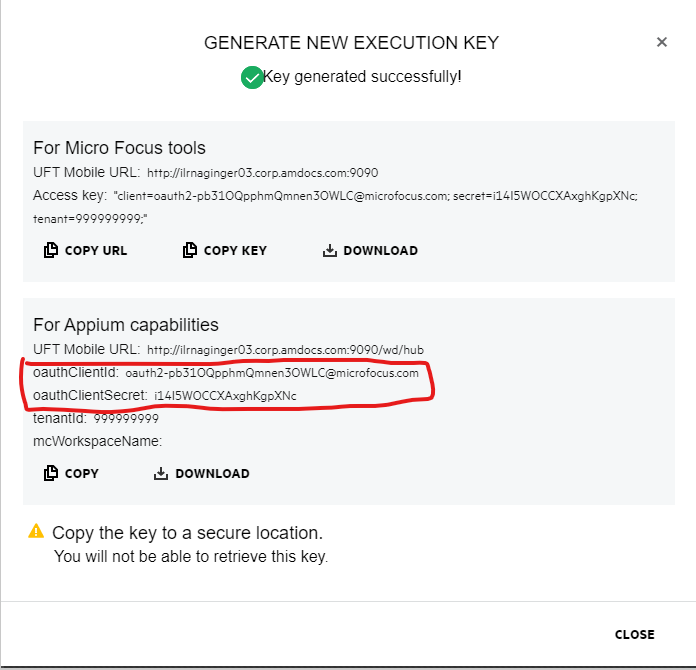 GENERATE NEW EXECUTION KEY
Key generated successfully!
For Micro Focus tools
UFT Mobile URL: http://ilrnaginger03.corp.amdocs.com:9090
Access key: "client=oauth2-pb31OQpphmQmnen3OWLC@microfocus.com; secret=i14I5WOCCXAxghKgpXNc;
tenant=999999999;"
COPY URL COPY KEY DOWNLOAD
For Appium capabilities
UFT Mobile URL: http://ilrnaginger03.corp.amdocs.com:9090/wd/hub
oauthClientId: oauth2-pb31OQpphmQmnen3OWLC@microfocus.com
oauthClientSecret: i14I5WOCCXAxghKgpXNc
tenantId: 999999999
mcWorkspaceName:
COPY DOWNLOAD
Copy the key to a secure location.
You will not be able to retrieve this key.
CLOSE